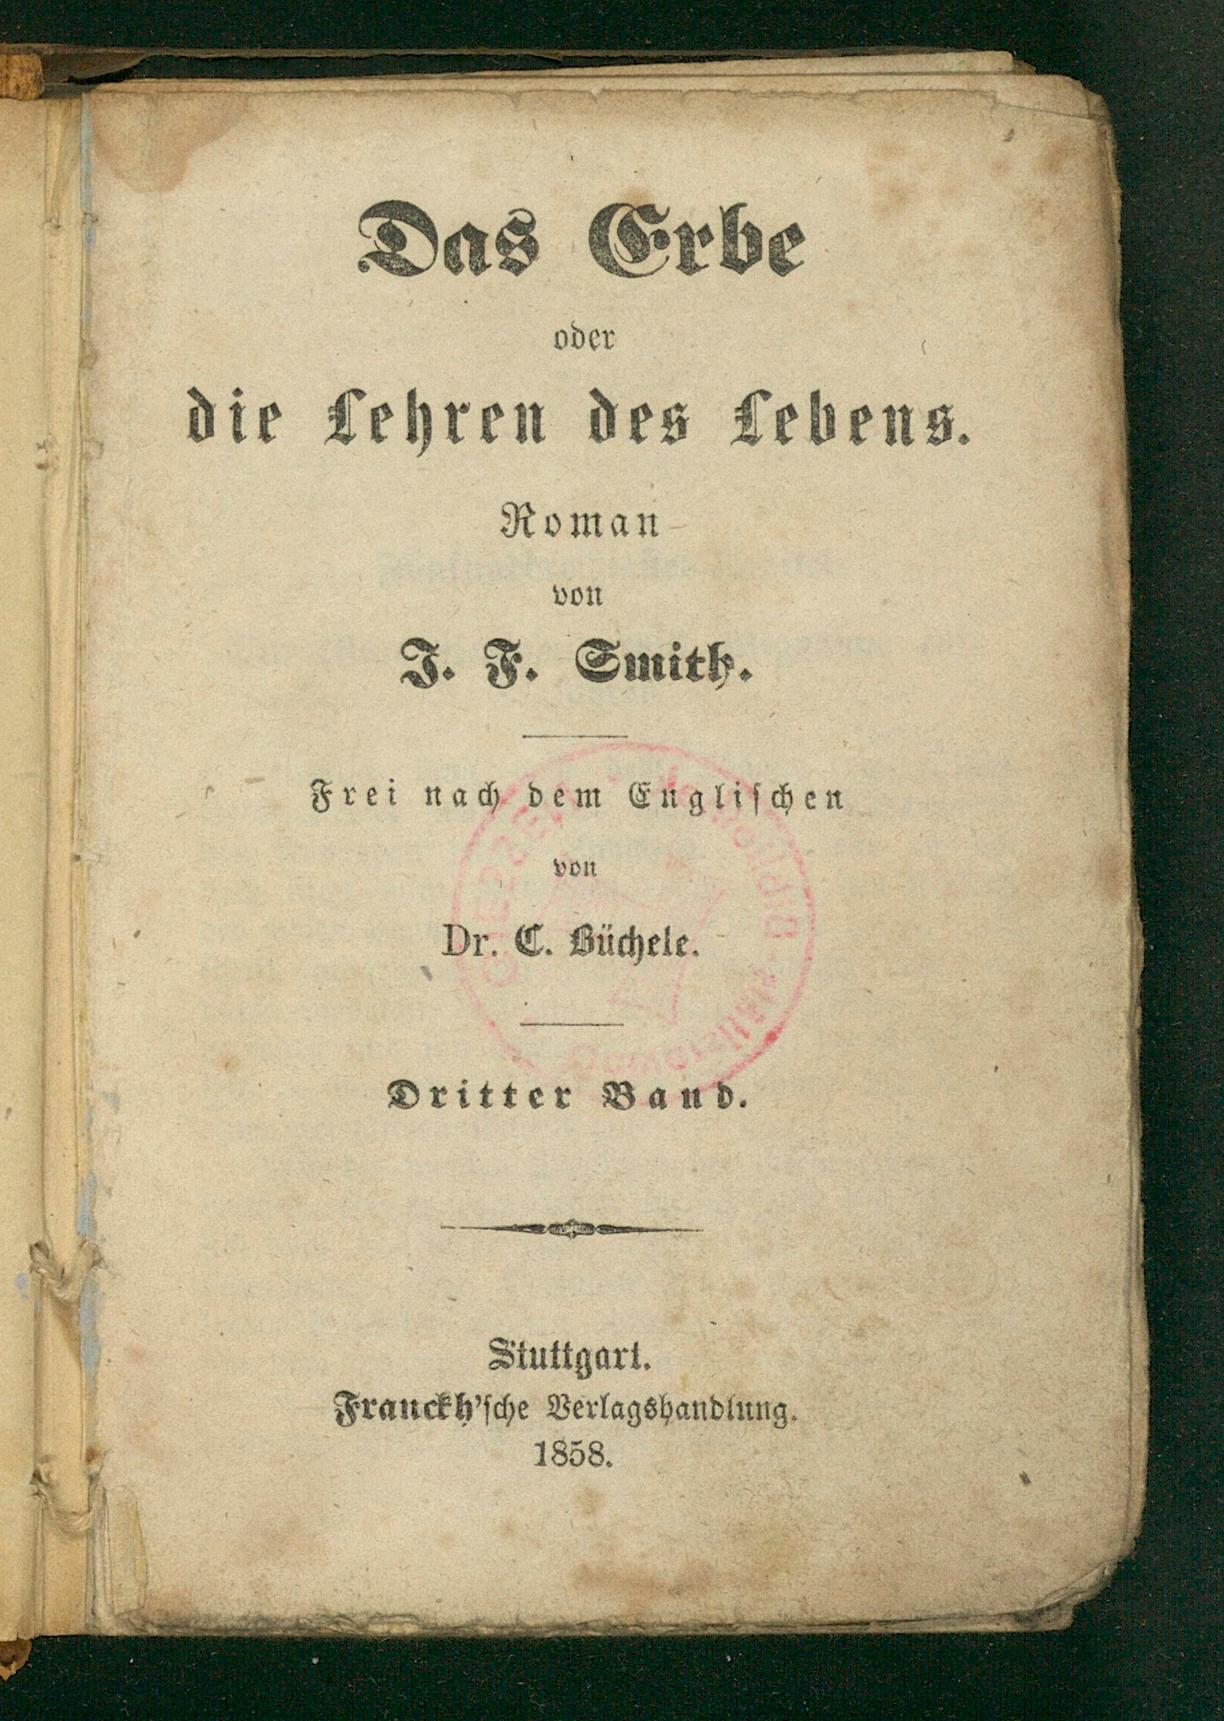 Das Erbe
oder
die Lehren des Lebens.
Roman
von
J. F. Smith.
Frei nach dem Englischen
von
Dr. C. Büchele.
Dritter Band.
Stuttgart.
Franckh'sche Verlagshandlung.
1858.